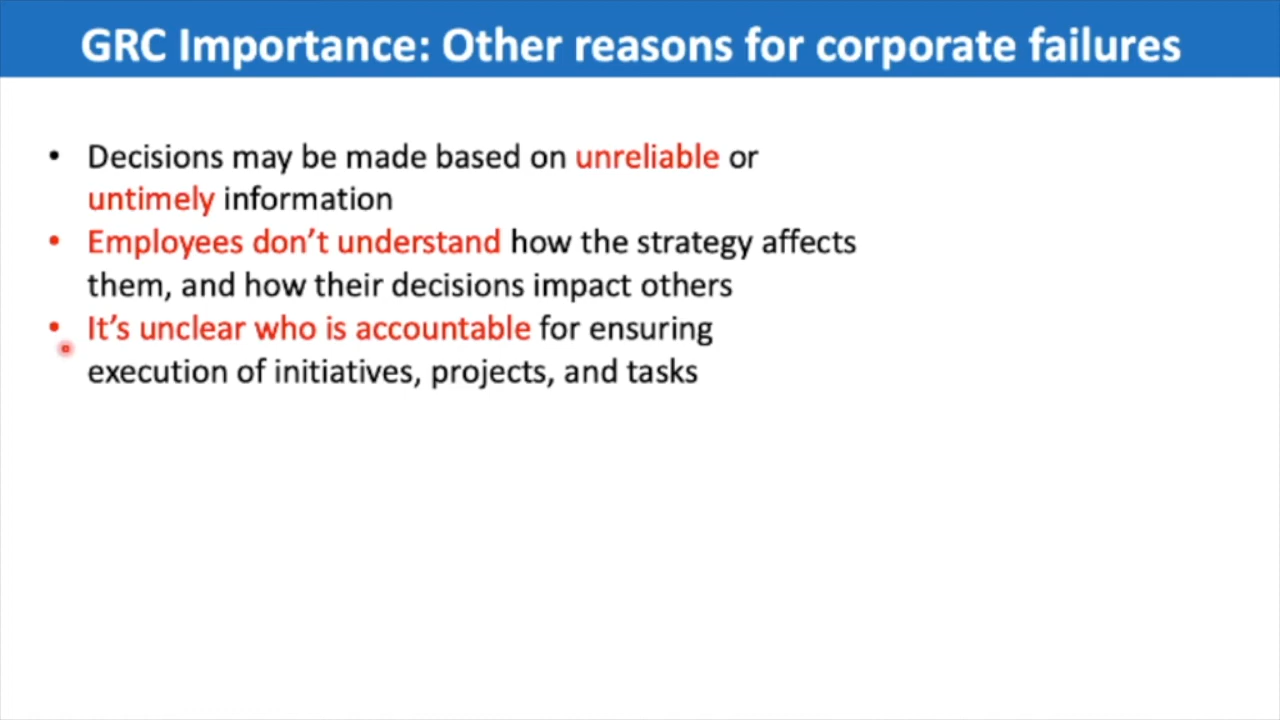 GRC Importance: Other reasons for corporate failures
• Decisions may be made based on unreliable or
untimely information
• Employees don’t understand how the strategy affects
them, and how their decisions impact others
• It’s unclear who is accountable for ensuring
execution of initiatives, projects, and tasks